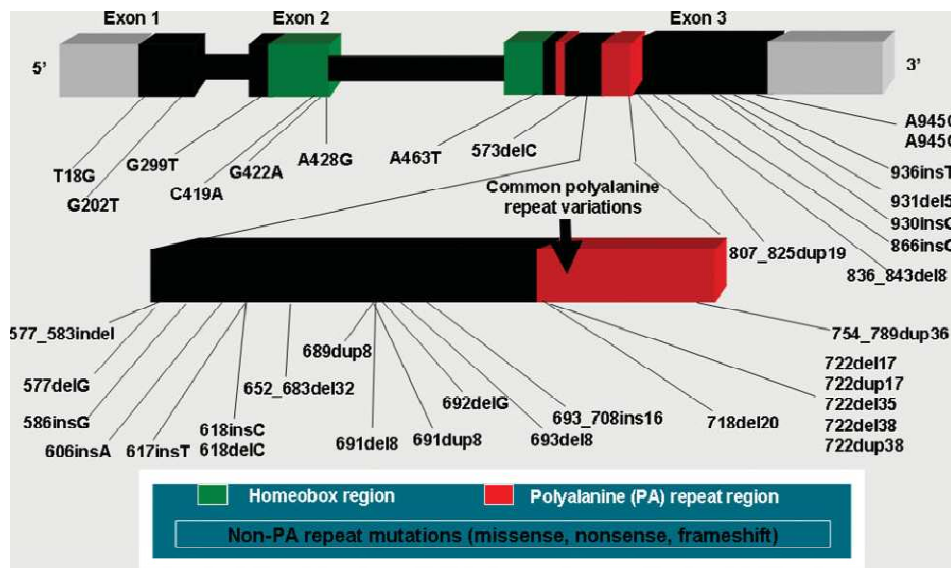 Exon 1
Exon 2
Exon 3
5'
3'
T18G
G202T
G299T
C419A
G422A
A428G
A463T
573delC
A945C
A945C
936insT
931del5
930insC
866insC
836_843del8
807_825dup19
Common polyalanine
repeat variations
577_583indel
577delG
586insG
606insA
617insT
618insC
618delC
652_683del32
689dup8
691del8
691dup8
692delG
693del8
693_708ins16
718del20
754_789dup36
722del17
722dup17
722del35
722del38
722dup38
Homeobox region
Polyalanine (PA) repeat region
Non-PA repeat mutations (missense, nonsense, frameshift)